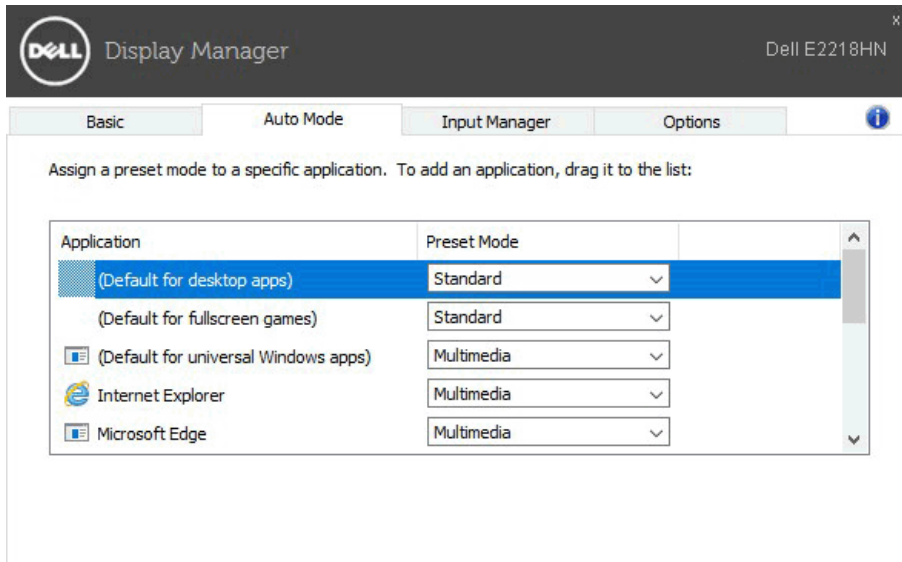 x
DELL Display Manager
Dell E2218HN
Basic Auto Mode Input Manager Options
Assign a preset mode to a specific application. To add an application, drag it to the list:
Application Preset Mode
(Default for desktop apps) Standard
(Default for fullscreen games) Standard
(Default for universal Windows apps) Multimedia
Internet Explorer Multimedia
Microsoft Edge Multimedia